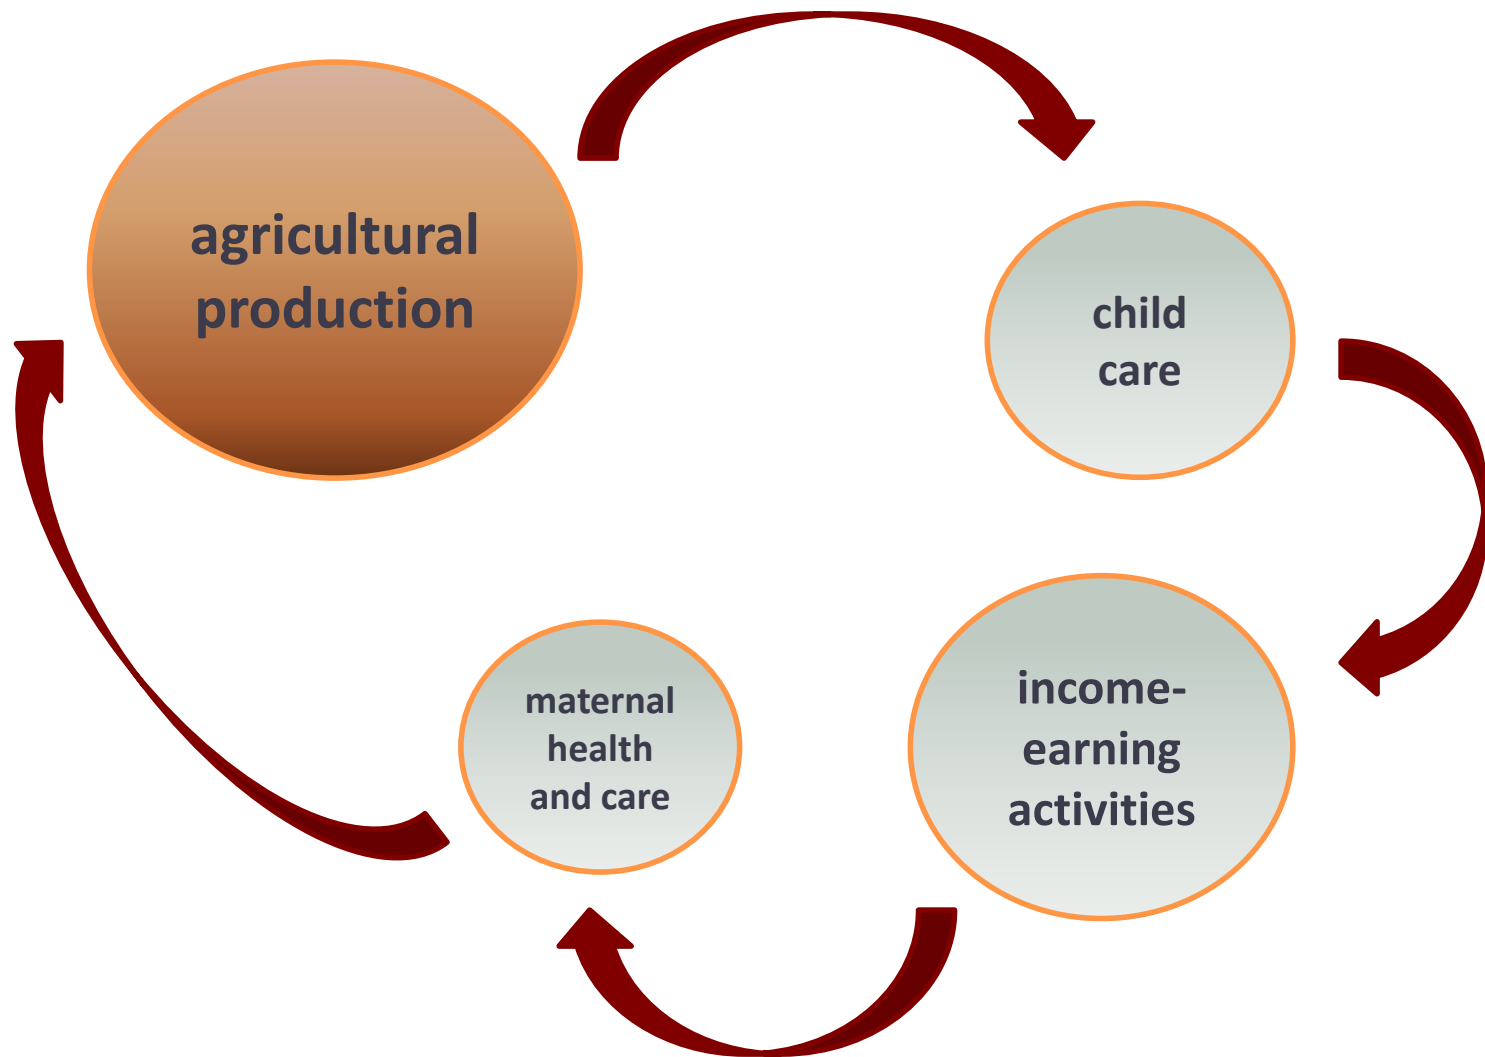 agricultural
production
child
care
income-
earning
activities
maternal
health
and care